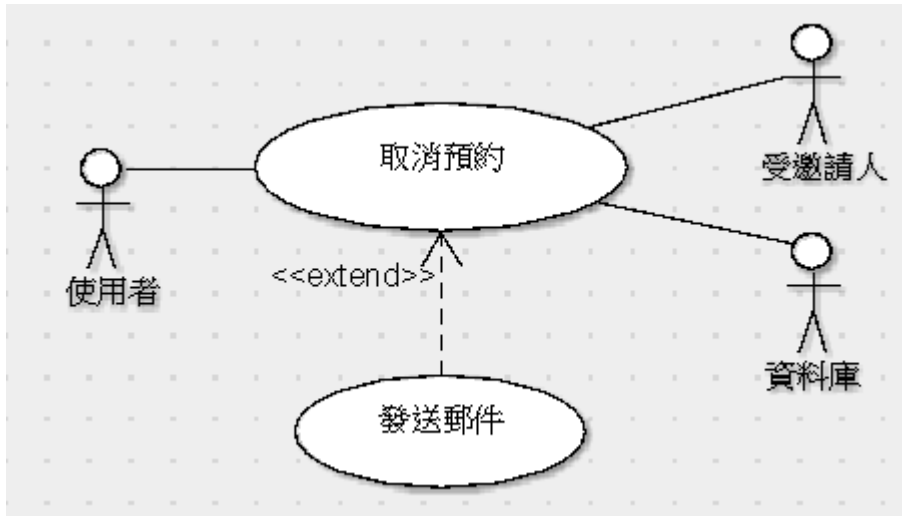 取消預約
受邀請人
使用者
<<extend>>
資料庫
發送郵件